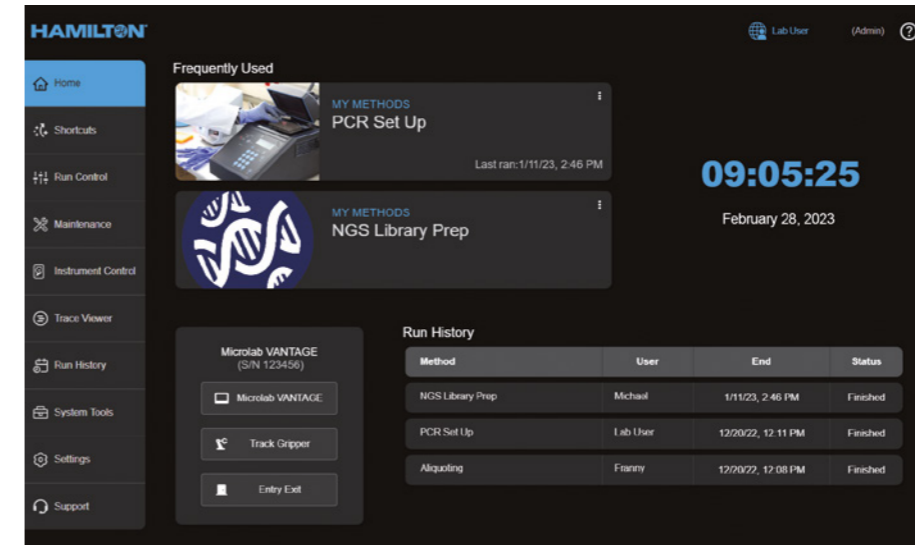 HAMILTON
Lab User (Admin) ?
Home
Shortcuts
Run Control
Maintenance
Instrument Control
Trace Viewer
Run History
System Tools
Settings
Support
Frequently Used
MY METHODS
PCR Set Up
Last ran:1/11/23, 2:46 PM
MY METHODS
NGS Library Prep
09:05:25
February 28, 2023
Microlab VANTAGE
(S/N 123456)
Microlab VANTAGE
Track Gripper
Entry Exit
Run History
Method User End Status
NGS Library Prep Michael 1/11/23, 2:46 PM Finished
PCR Set Up Lab User 12/20/22, 12:11 PM Finished
Aliquoting Franny 12/20/22, 12:08 PM Finished